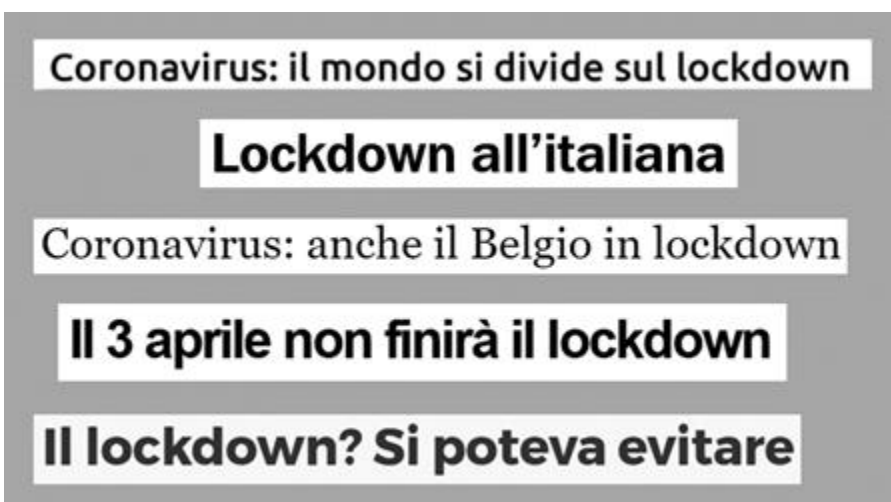 Coronavirus: il mondo si divide sul lockdown
Lockdown all’italiana
Coronavirus: anche il Belgio in lockdown
Il 3 aprile non finirà il lockdown
Il lockdown? Si poteva evitare